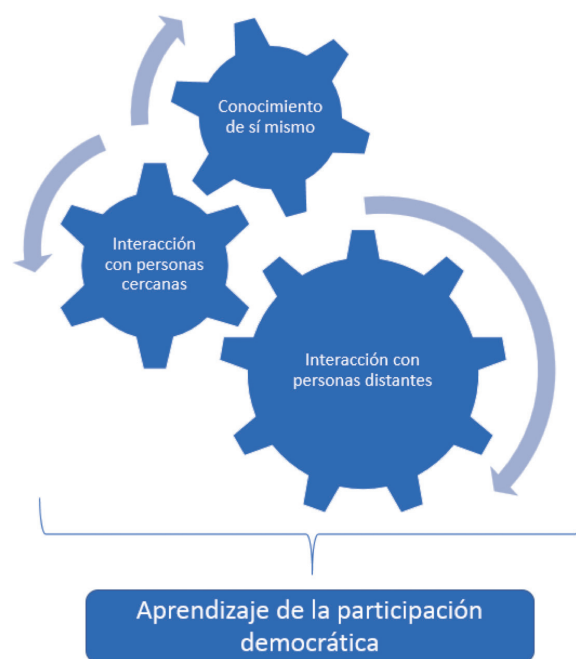 Conocimiento
de sí mismo
Interacción
con personas
cercanas
Interacción con
personas distantes
Aprendizaje de la participación
democrática